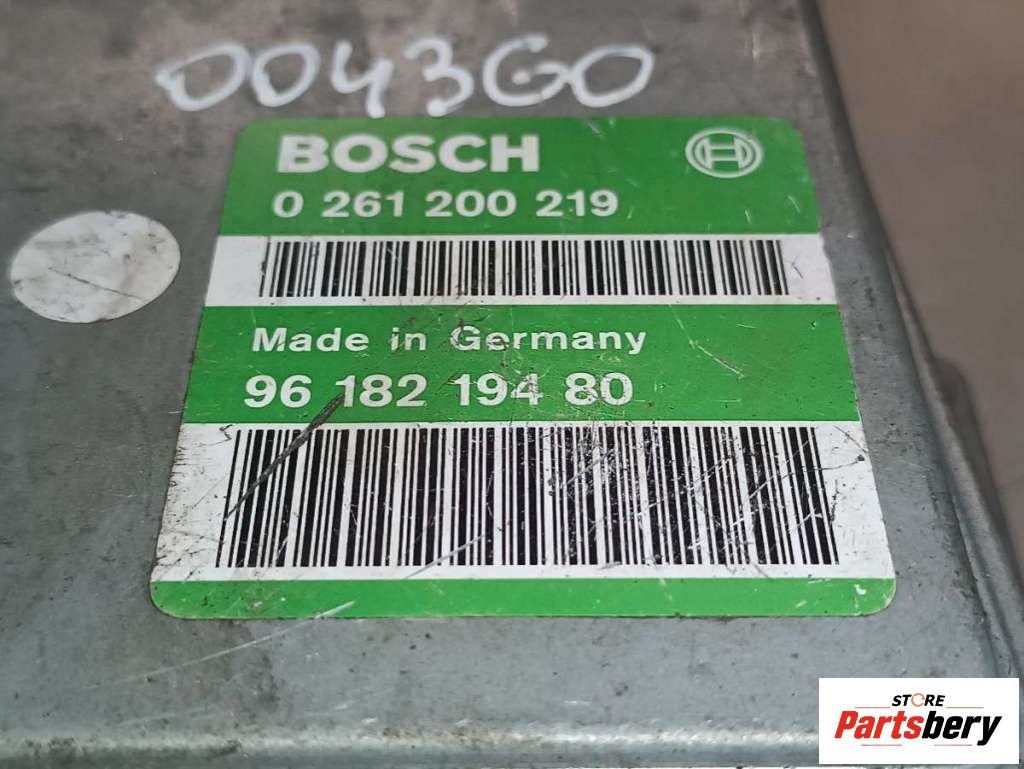 004360
BOSCH
0 261 200 219
Made in Germany
96 182 194 80
STORE
Partsbery